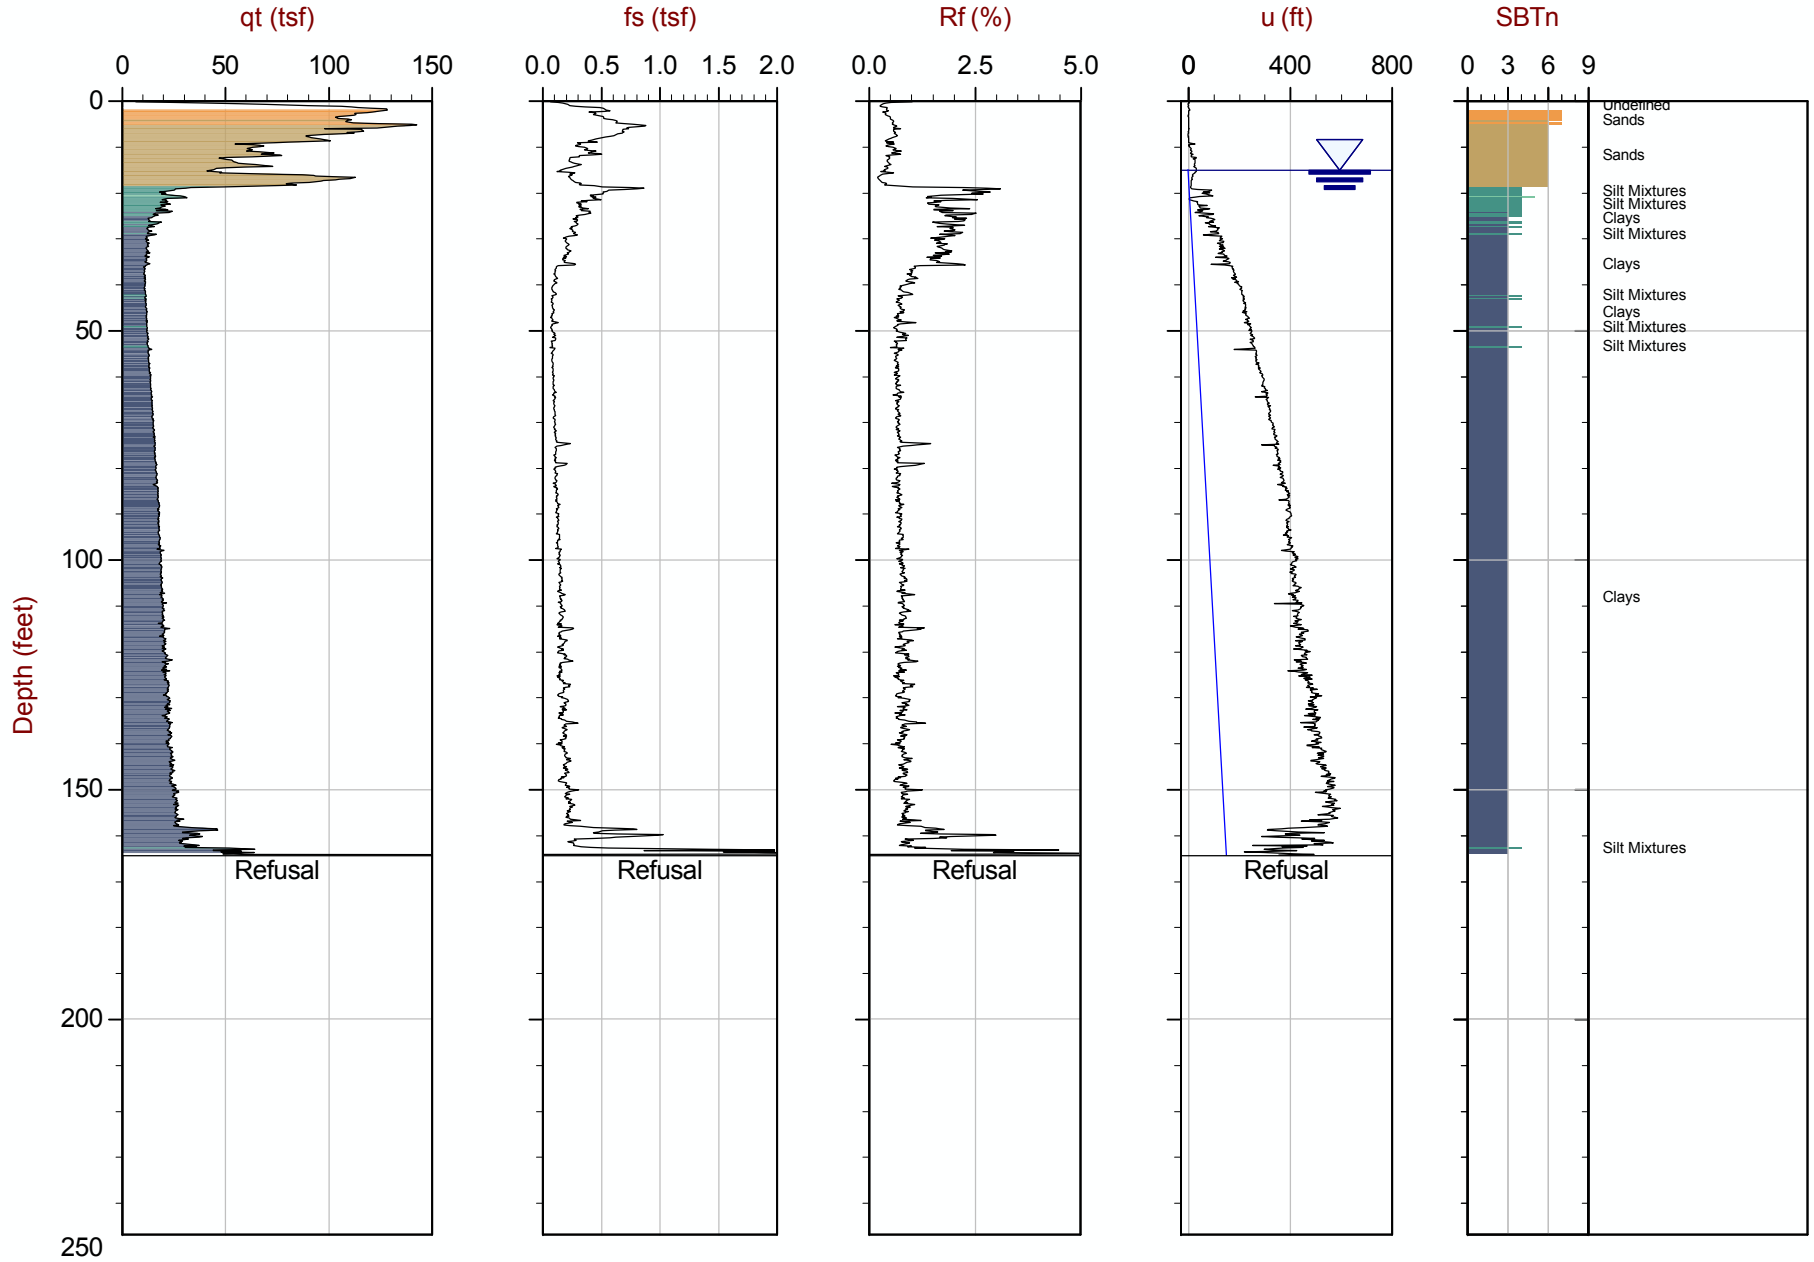 qt (tsf) fs (tsf) Rf (%) u (ft) SBTn
0 50 100 150 0.0 0.5 1.0 1.5 2.0 0.0 2.5 5.0 0 400 800 0 3 6 9
0
Undefined
Sands
Sands
Silt Mixtures
Silt Mixtures
Clays
Silt Mixtures
Clays
Silt Mixtures
Clays
Silt Mixtures
50
Silt Mixtures
100
Clays
Depth (feet)
150
Silt Mixtures
Refusal Refusal Refusal Refusal
200
250